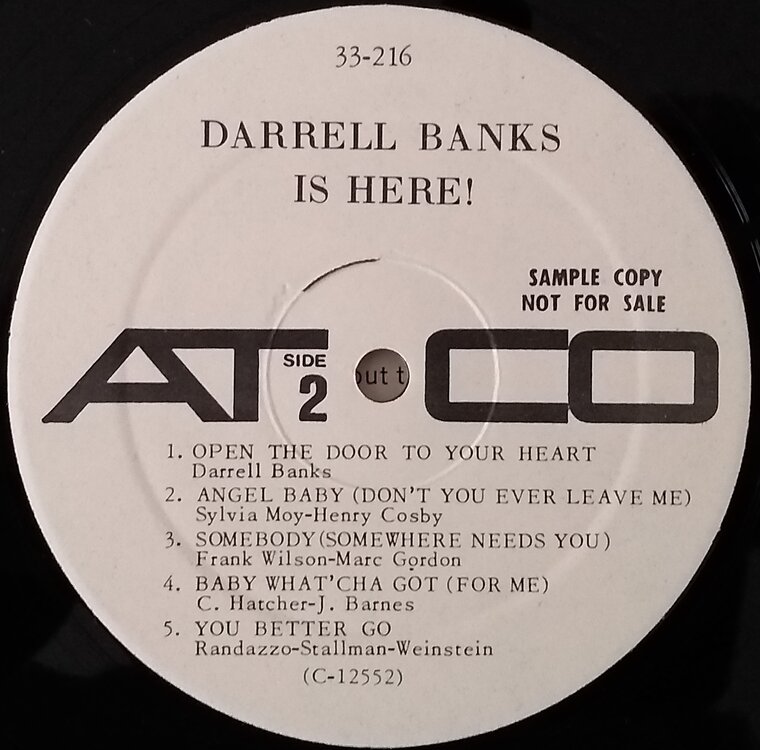 33-216
DARRELL BANKS
IS HERE!
SAMPLE COPY
NOT FOR SALE
ATCO
SIDE
2
out t
1. OPEN THE DOOR TO YOUR HEART
Darrell Banks
2. ANGEL BABY (DON'T YOU EVER LEAVE ME)
Sylvia Moy-Henry Cosby
3. SOMEBODY (SOMEWHERE NEEDS YOU)
Frank Wilson-Marc Gordon
4. BABY WHAT'CHA GOT (FOR ME)
C. Hatcher-J. Barnes
5. YOU BETTER GO
Randazzo-Stallman-Weinstein
(C-12552)